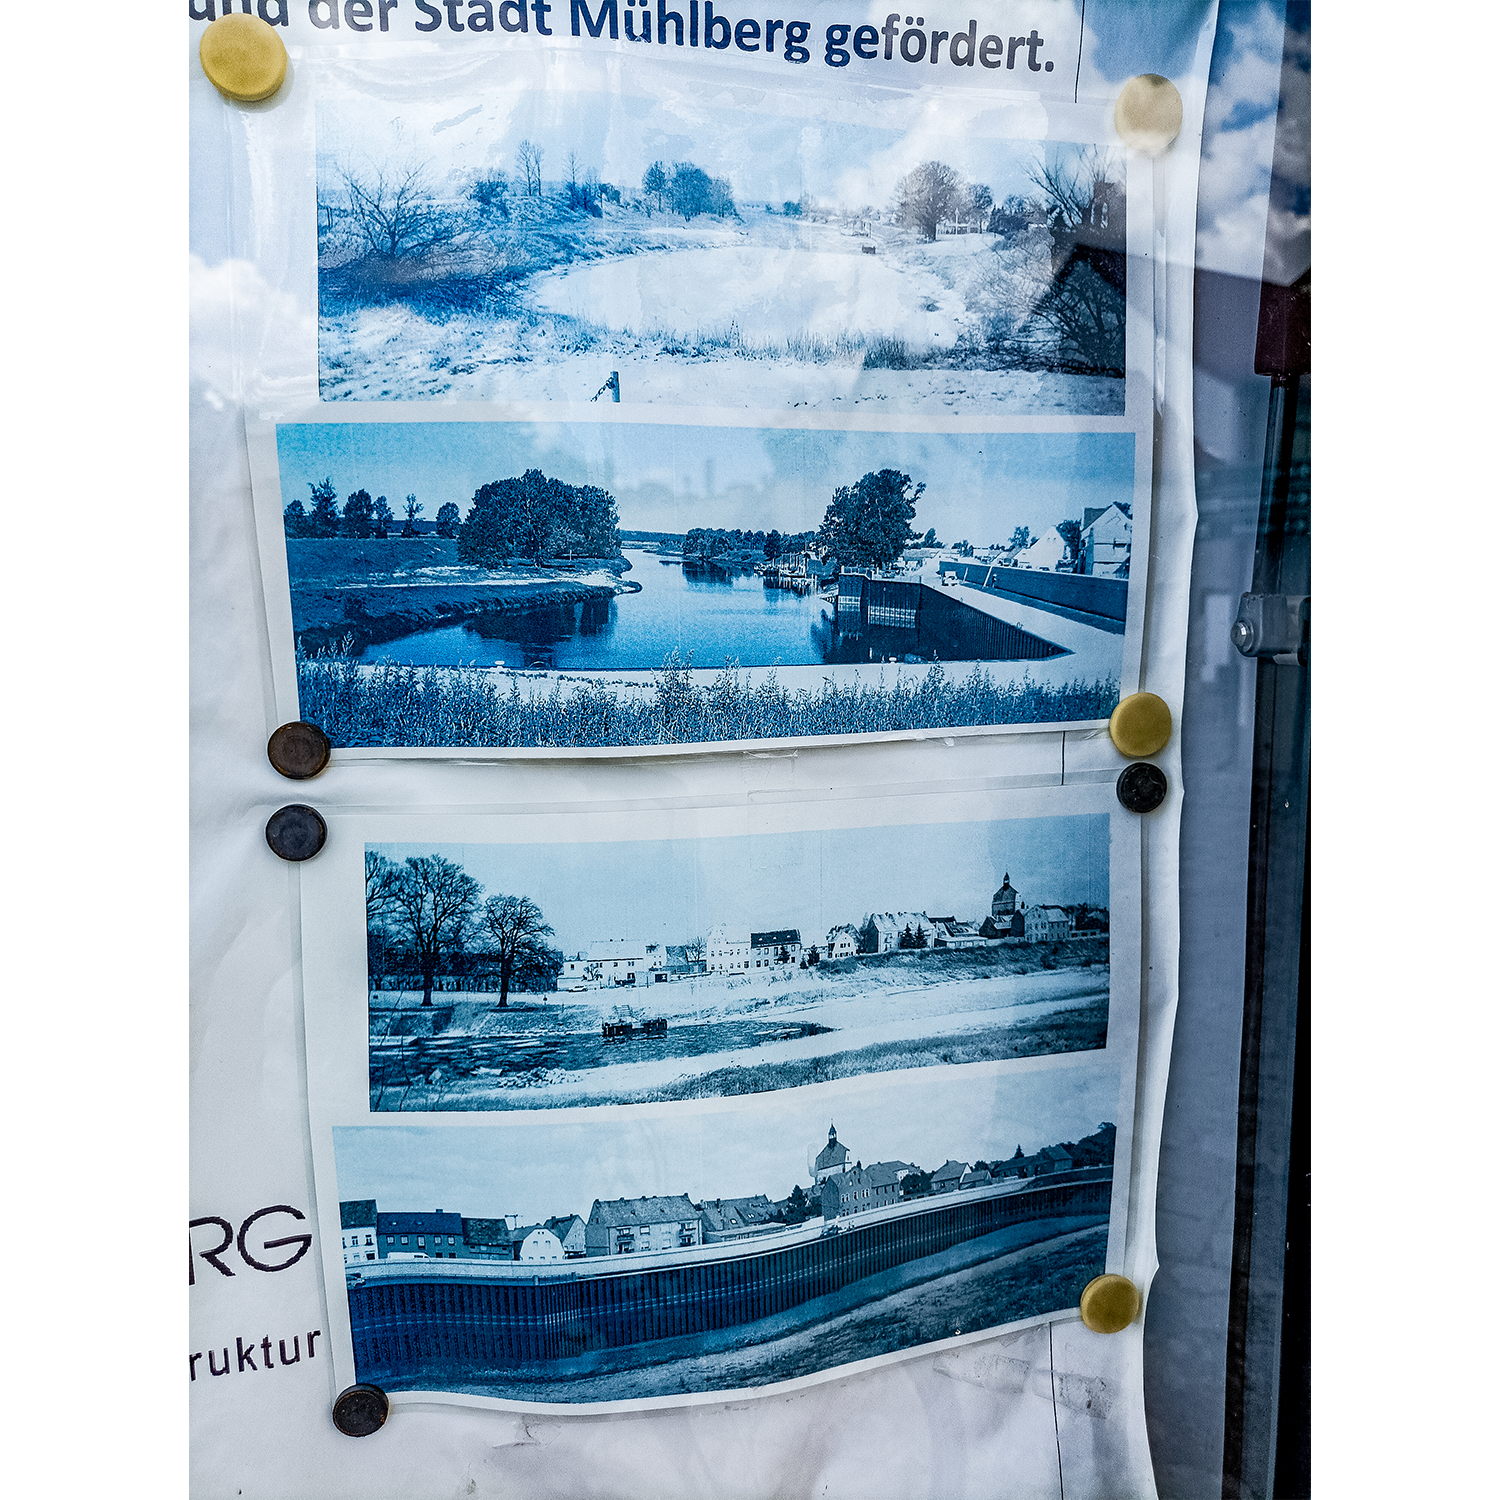 und der Stadt Mühlberg gefördert.
RG
ruktur